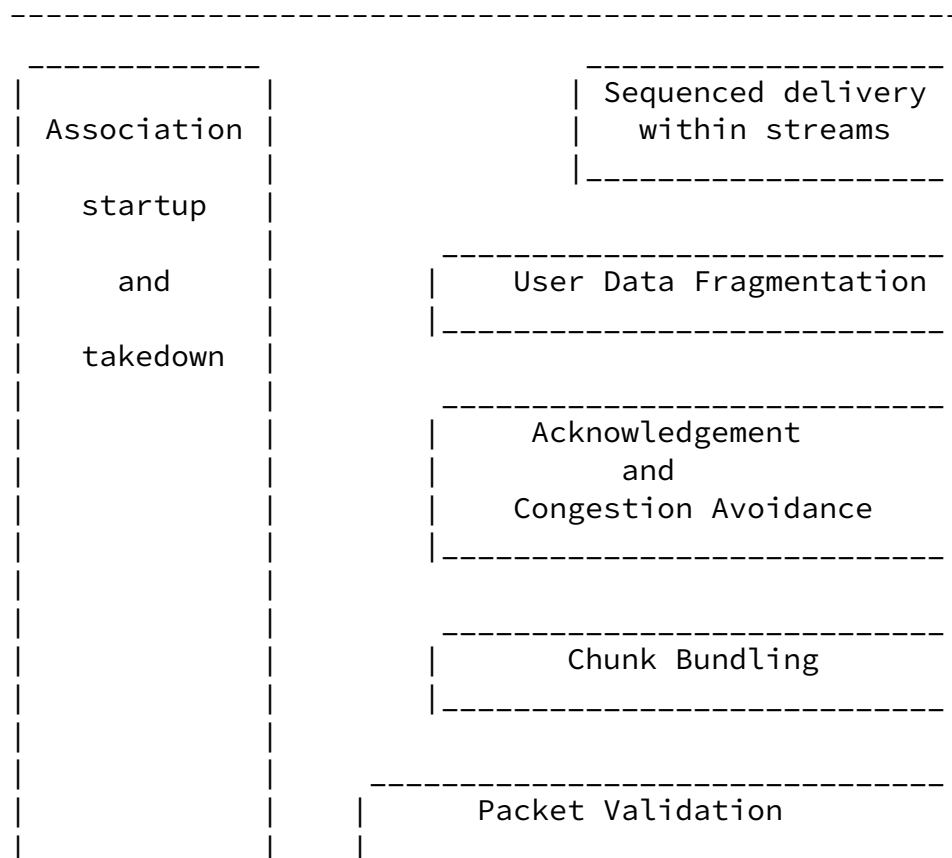 Association
startup
and
takedown
Sequenced delivery
within streams
User Data Fragmentation
Acknowledgement
and
Congestion Avoidance
Chunk Bundling
Packet Validation